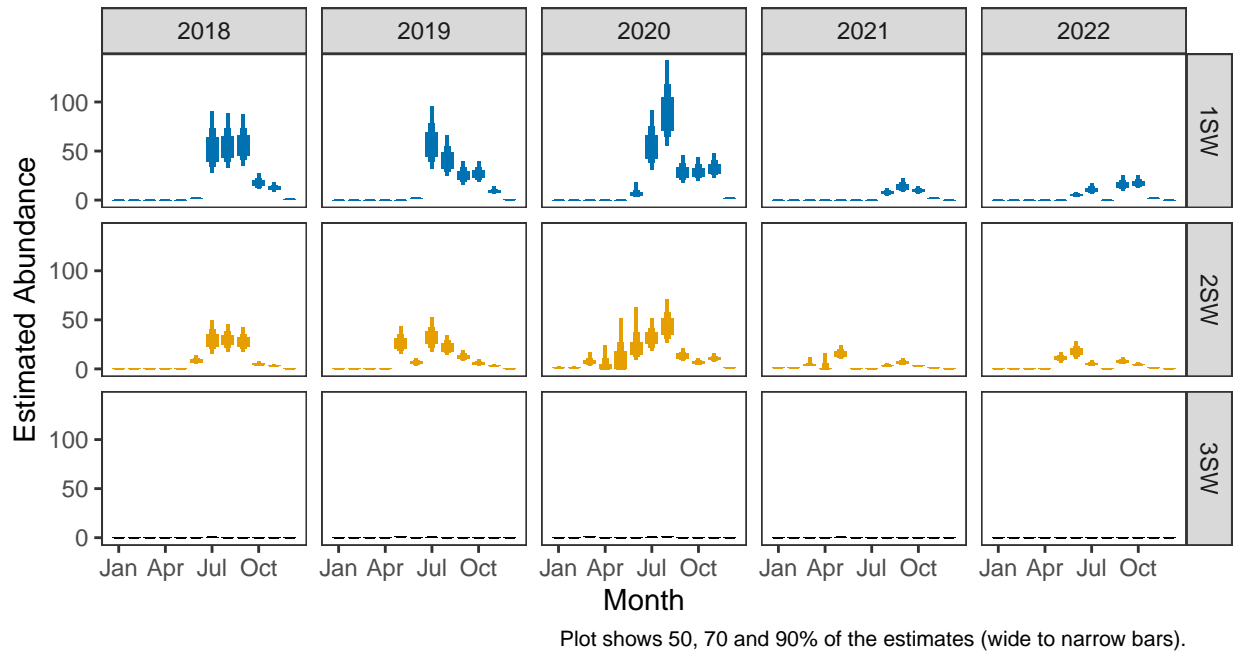 2018 2019 2020 2021 2022
Estimated Abundance
100
50
0
1SW
100
50
0
2SW
100
50
0
3SW
Jan Apr Jul Oct Jan Apr Jul Oct Jan Apr Jul Oct Jan Apr Jul Oct Jan Apr Jul Oct
Month
Plot shows 50, 70 and 90% of the estimates (wide to narrow bars).